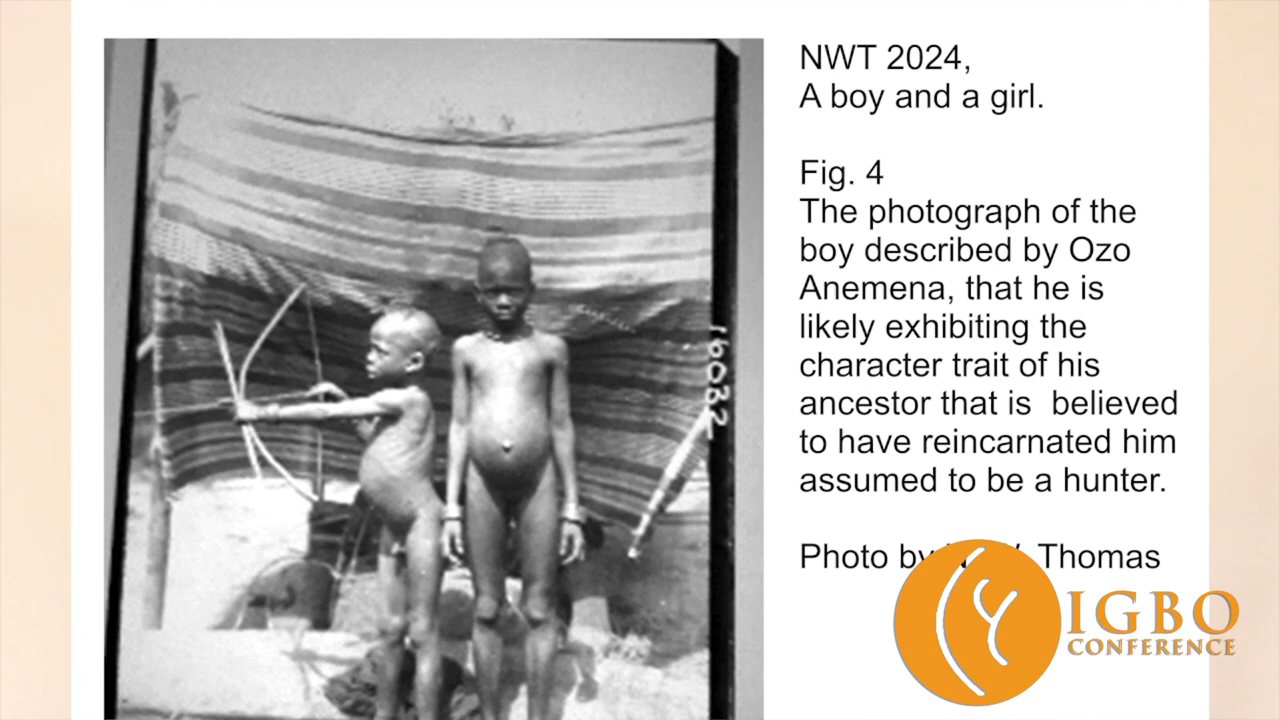 NWT 2024,
A boy and a girl.
Fig. 4
The photograph of the
boy described by Ozo
Anemena, that he is
likely exhibiting the
character trait of his
ancestor that is believed
to have reincarnated him
assumed to be a hunter.
Photo by Thomas
16032
IGBO
CONFERENCE